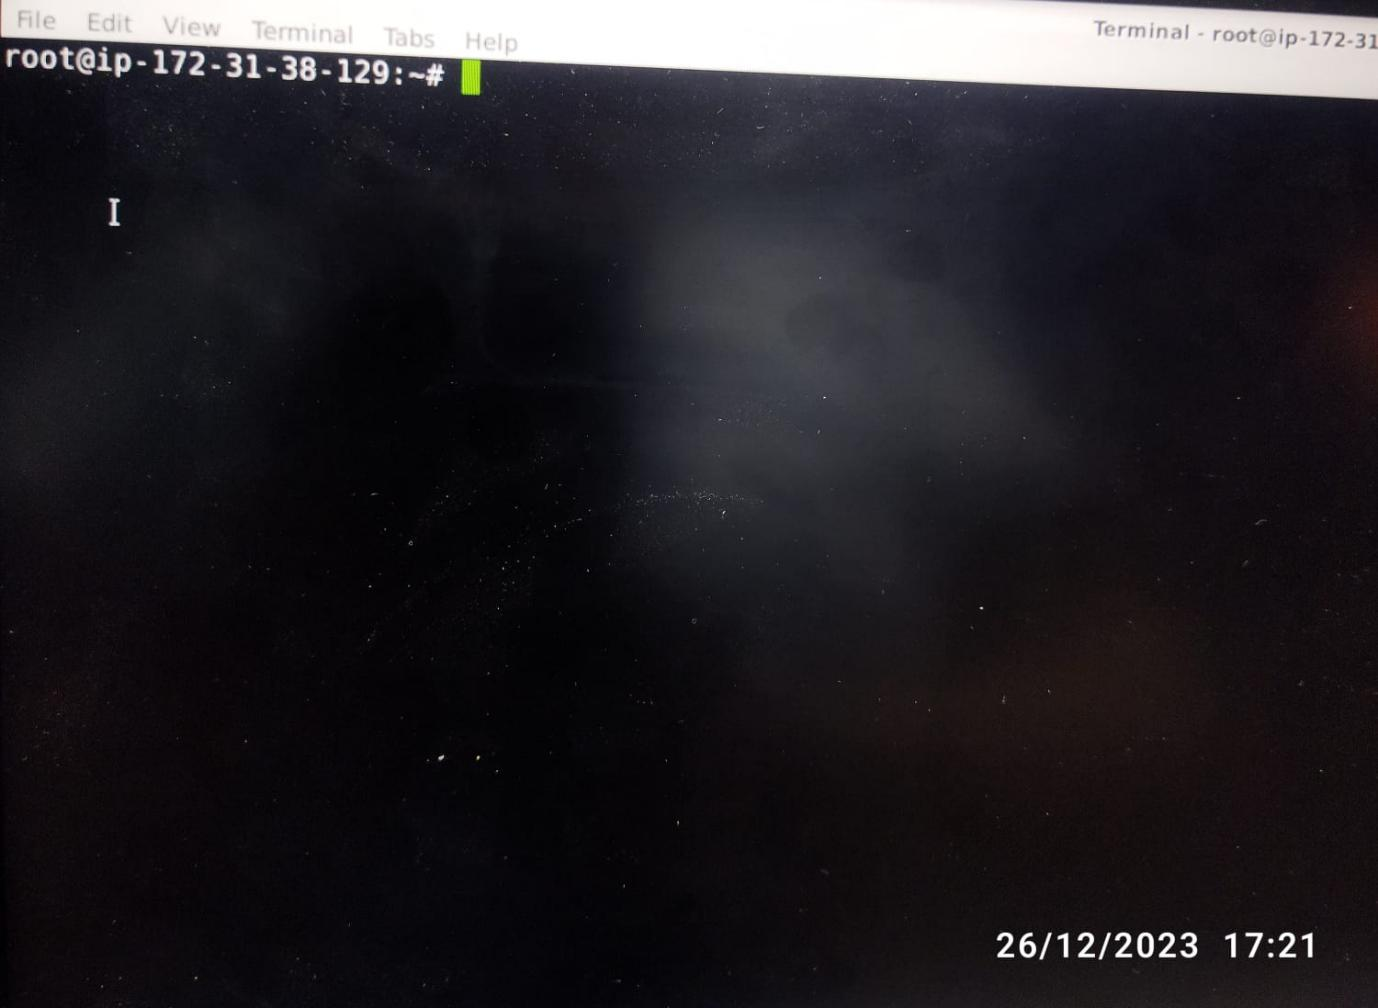 File Edit View Terminal Tabs Help
Terminal - root@ip-172-31
root@ip-172-31-38-129:~#
26/12/2023 17:21